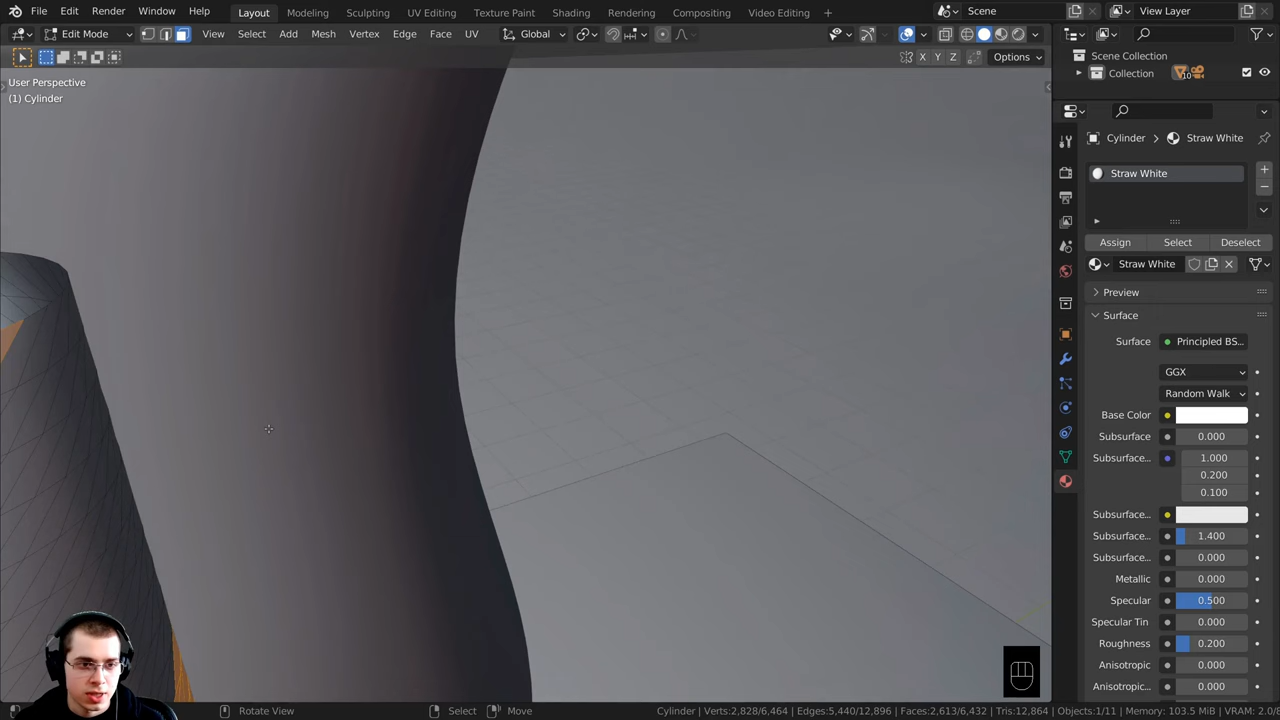 File Edit Render Window Help Layout Modeling Sculpting UV Editing Texture Paint Shading Rendering Compositing Video Editing + Scene View Layer
Edit Mode View Select Add Mesh Vertex Edge Face UV Global
X Y Z Options
User Perspective
(1) Cylinder
Scene Collection
Collection 10
Cylinder > Straw White
Straw White
Assign Select Deselect
Straw White
Preview
Surface
Surface Principled BS...
GGX
Random Walk
Base Color
Subsurface 0.000
Subsurface... 1.000
0.200
0.100
Subsurface...
Subsurface... 1.400
Subsurface... 0.000
Metallic 0.000
Specular 0.500
Specular Tin 0.000
Roughness 0.200
Anisotropic 0.000
Anisotropic... 0.000
Rotate View Select Move Cylinder | Verts:2,828/6,464 | Edges:5,440/12,896 | Faces:2,613/6,432 | Tris:12,864 | Objects:1/11 | Memory: 103.5 MiB | VRAM: 2.0/8